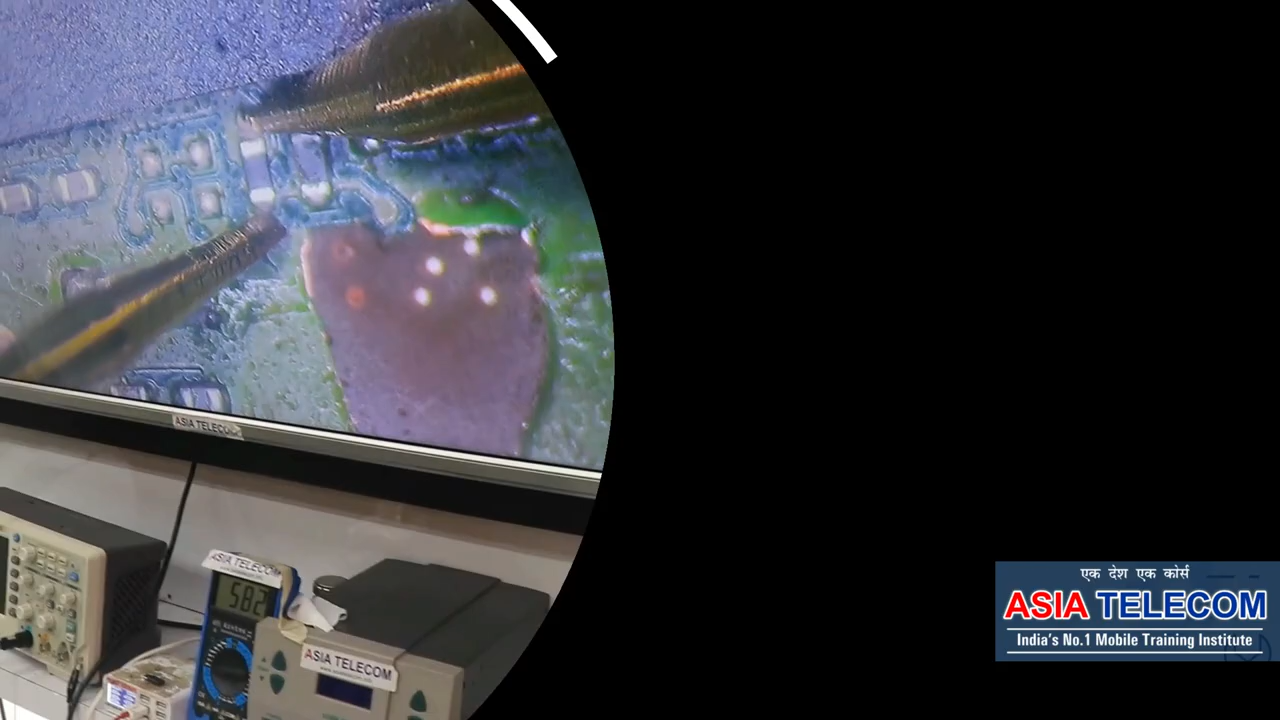 ASIA TELECOM
ASIA TELECOM
582
ASIA TELECOM
एक देश एक कोर्स
ASIA TELECOM
India's No.1 Mobile Training Institute